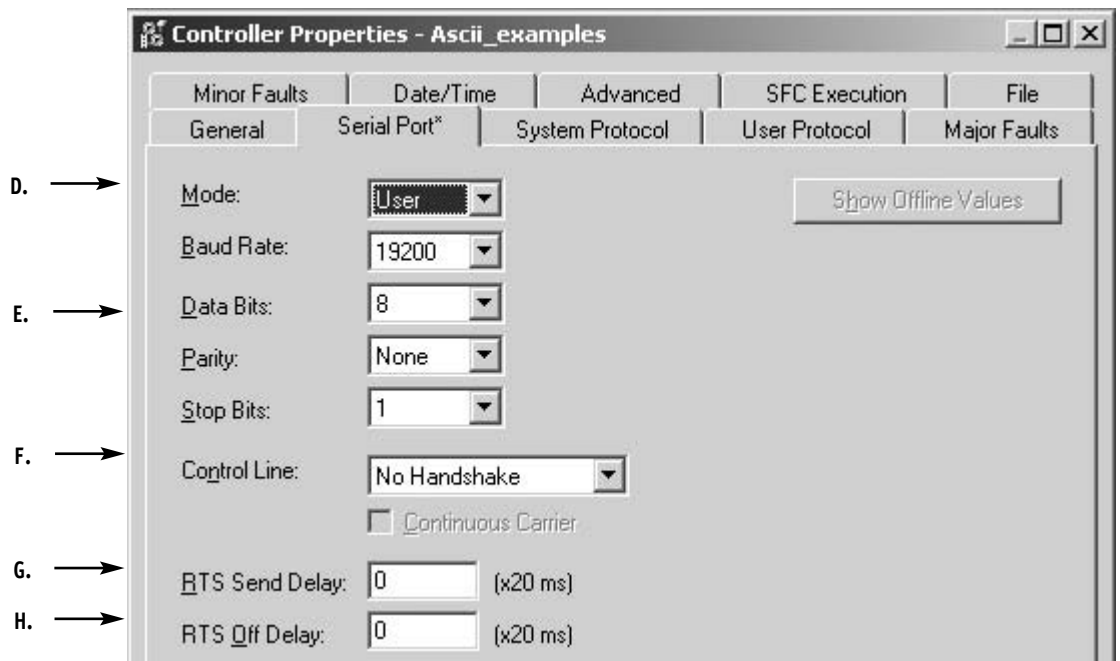 Controller Properties - Ascii_examples
Minor Faults Date/Time Advanced SFC Execution File
General Serial Port* System Protocol User Protocol Major Faults
D. Mode: User Show Offline Values
Baud Rate: 19200
E. Data Bits: 8
Parity: None
Stop Bits: 1
F. Control Line: No Handshake
Continuous Carrier
G. RTS Send Delay: 0 (x20 ms)
H. RTS Off Delay: 0 (x20 ms)